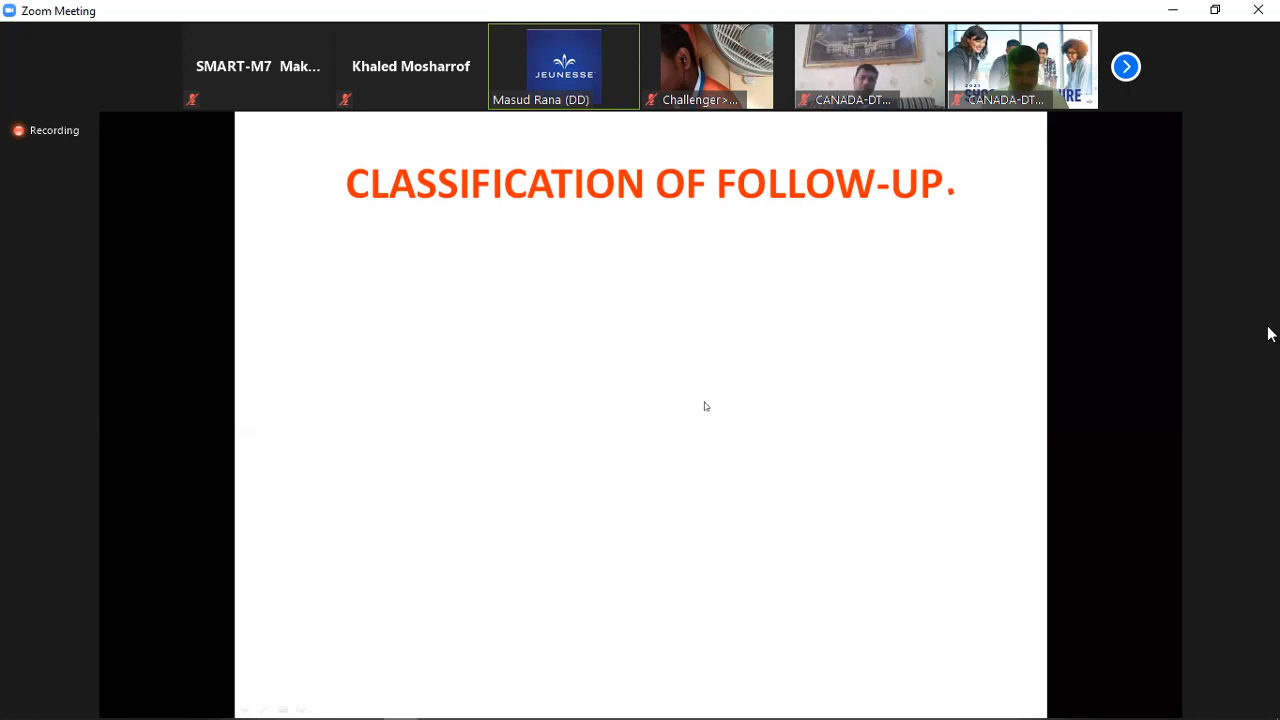 Zoom Meeting
SMART-M7 Mak...
Khaled Mosharrof
JEUNESSE
Masud Rana (DD)
Challenger>...
CANADA-DT...
2021
CANADA-DT...
Recording
CLASSIFICATION OF FOLLOW-UP.